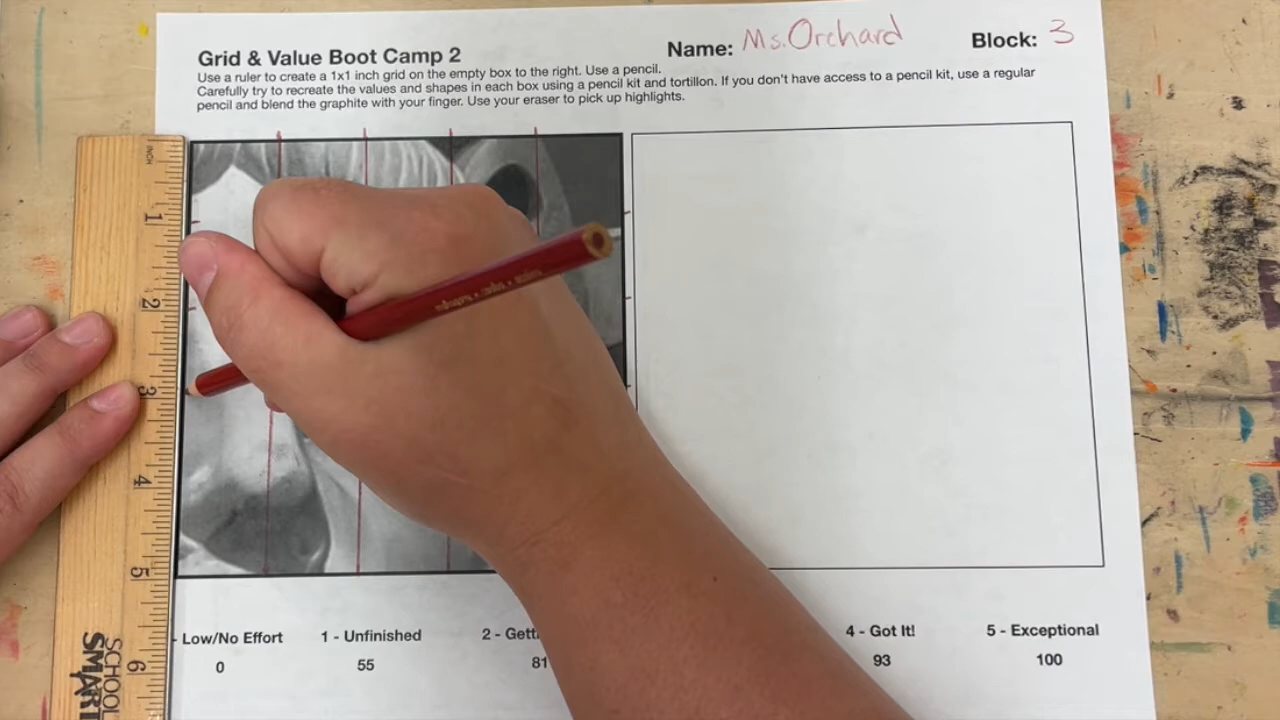 Grid & Value Boot Camp 2
Name: Ms. Orchard
Block: 3
Use a ruler to create a 1x1 inch grid on the empty box to the right. Use a pencil.
Carefully try to recreate the values and shapes in each box using a pencil kit and tortillon. If you don't have access to a pencil kit, use a regular
pencil and blend the graphite with your finger. Use your eraser to pick up highlights.
INCH
1
2
3
4
5
6
SCHOOL
SMART
- Low/No Effort
1 - Unfinished
2 - Gett
4 - Got It!
5 - Exceptional
0
55
81
93
100